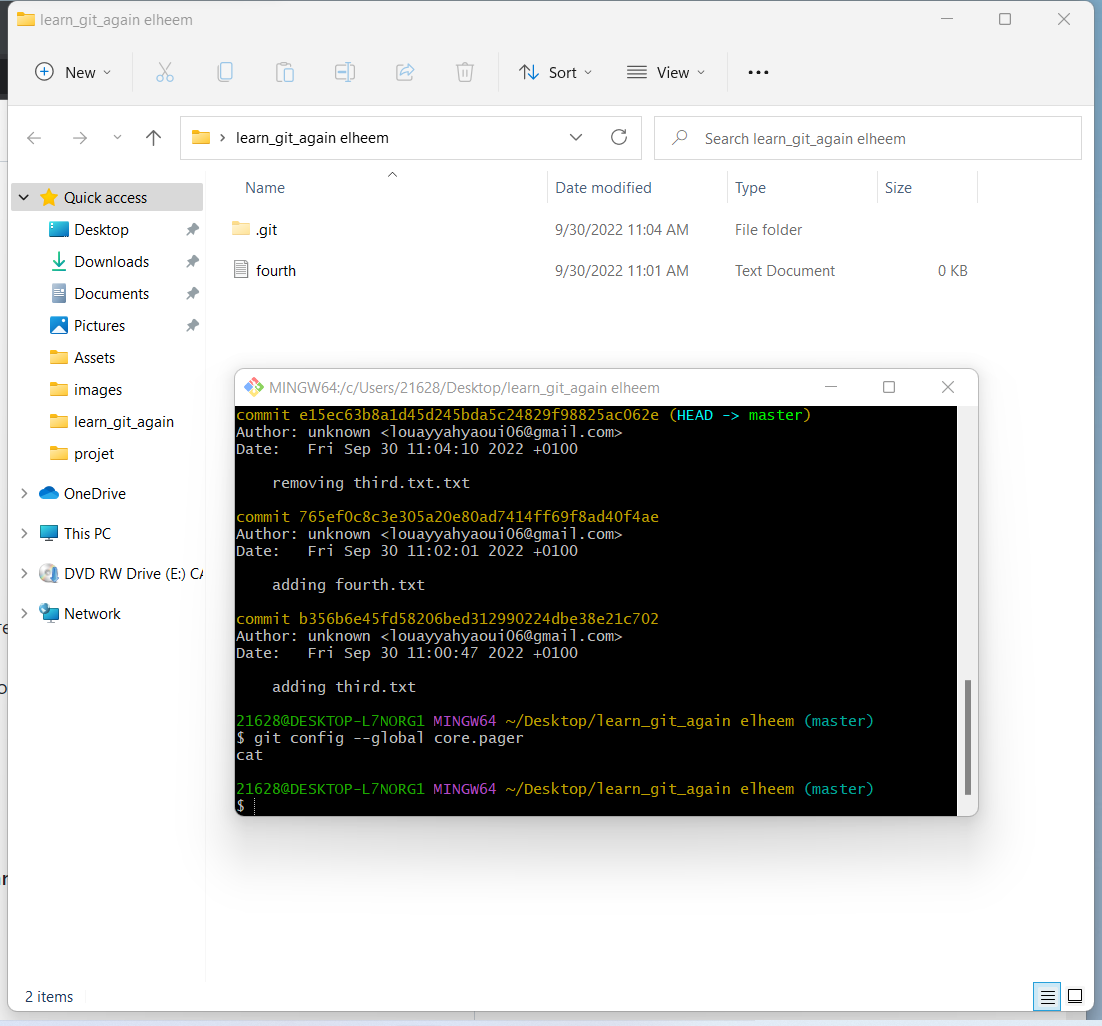 learn_git_again elheem
New
Sort
View
learn_git_again elheem
Search learn_git_again elheem
Name
Date modified
Type
Size
Quick access
.git
9/30/2022 11:04 AM
File folder
fourth
9/30/2022 11:01 AM
Text Document
0 KB
Desktop
Downloads
Documents
Pictures
Assets
images
learn_git_again
projet
OneDrive
This PC
DVD RW Drive (E:) CA
Network
MINGW64:/c/Users/21628/Desktop/learn_git_again elheem
commit e15ec63b8a1d45d245bda5c24829f98825ac062e (HEAD -> master)
Author: unknown <louayyahyaoui06@gmail.com>
Date:   Fri Sep 30 11:04:10 2022 +0100
removing third.txt.txt
commit 765ef0c8c3e305a20e80ad7414ff69f8ad40f4ae
Author: unknown <louayyahyaoui06@gmail.com>
Date:   Fri Sep 30 11:02:01 2022 +0100
adding fourth.txt
commit b356b6e45fd58206bed312990224dbe38e21c702
Author: unknown <louayyahyaoui06@gmail.com>
Date:   Fri Sep 30 11:00:47 2022 +0100
adding third.txt
21628@DESKTOP-L7NORG1 MINGW64 ~/Desktop/learn_git_again elheem (master)
$ git config --global core.pager
cat
21628@DESKTOP-L7NORG1 MINGW64 ~/Desktop/learn_git_again elheem (master)
$
2 items